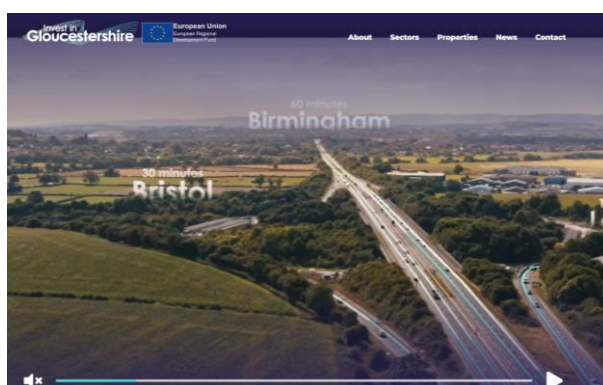 Invest in
Gloucestershire
European Union
European Regional
Development Fund
About Sectors Properties News Contact
60 minutes
Birmingham
30 minutes
Bristol